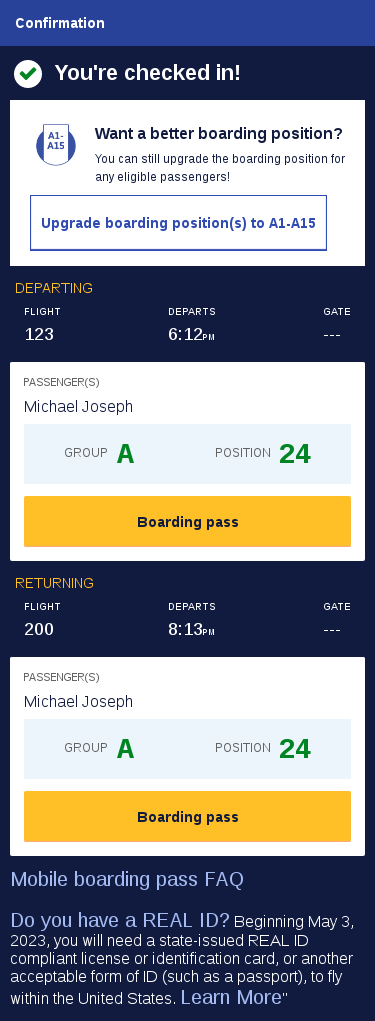 Confirmation
You're checked in!
A1-
A15
Want a better boarding position?
You can still upgrade the boarding position for
any eligible passengers!
Upgrade boarding position(s) to A1-A15
DEPARTING
FLIGHT DEPARTS GATE
123 6:12PM ---
PASSENGER(S)
Michael Joseph
GROUP A POSITION 24
Boarding pass
RETURNING
FLIGHT DEPARTS GATE
200 8:13PM ---
PASSENGER(S)
Michael Joseph
GROUP A POSITION 24
Boarding pass
Mobile boarding pass FAQ
Do you have a REAL ID? Beginning May 3,
2023, you will need a state-issued REAL ID
compliant license or identification card, or another
acceptable form of ID (such as a passport), to fly
within the United States. Learn More"